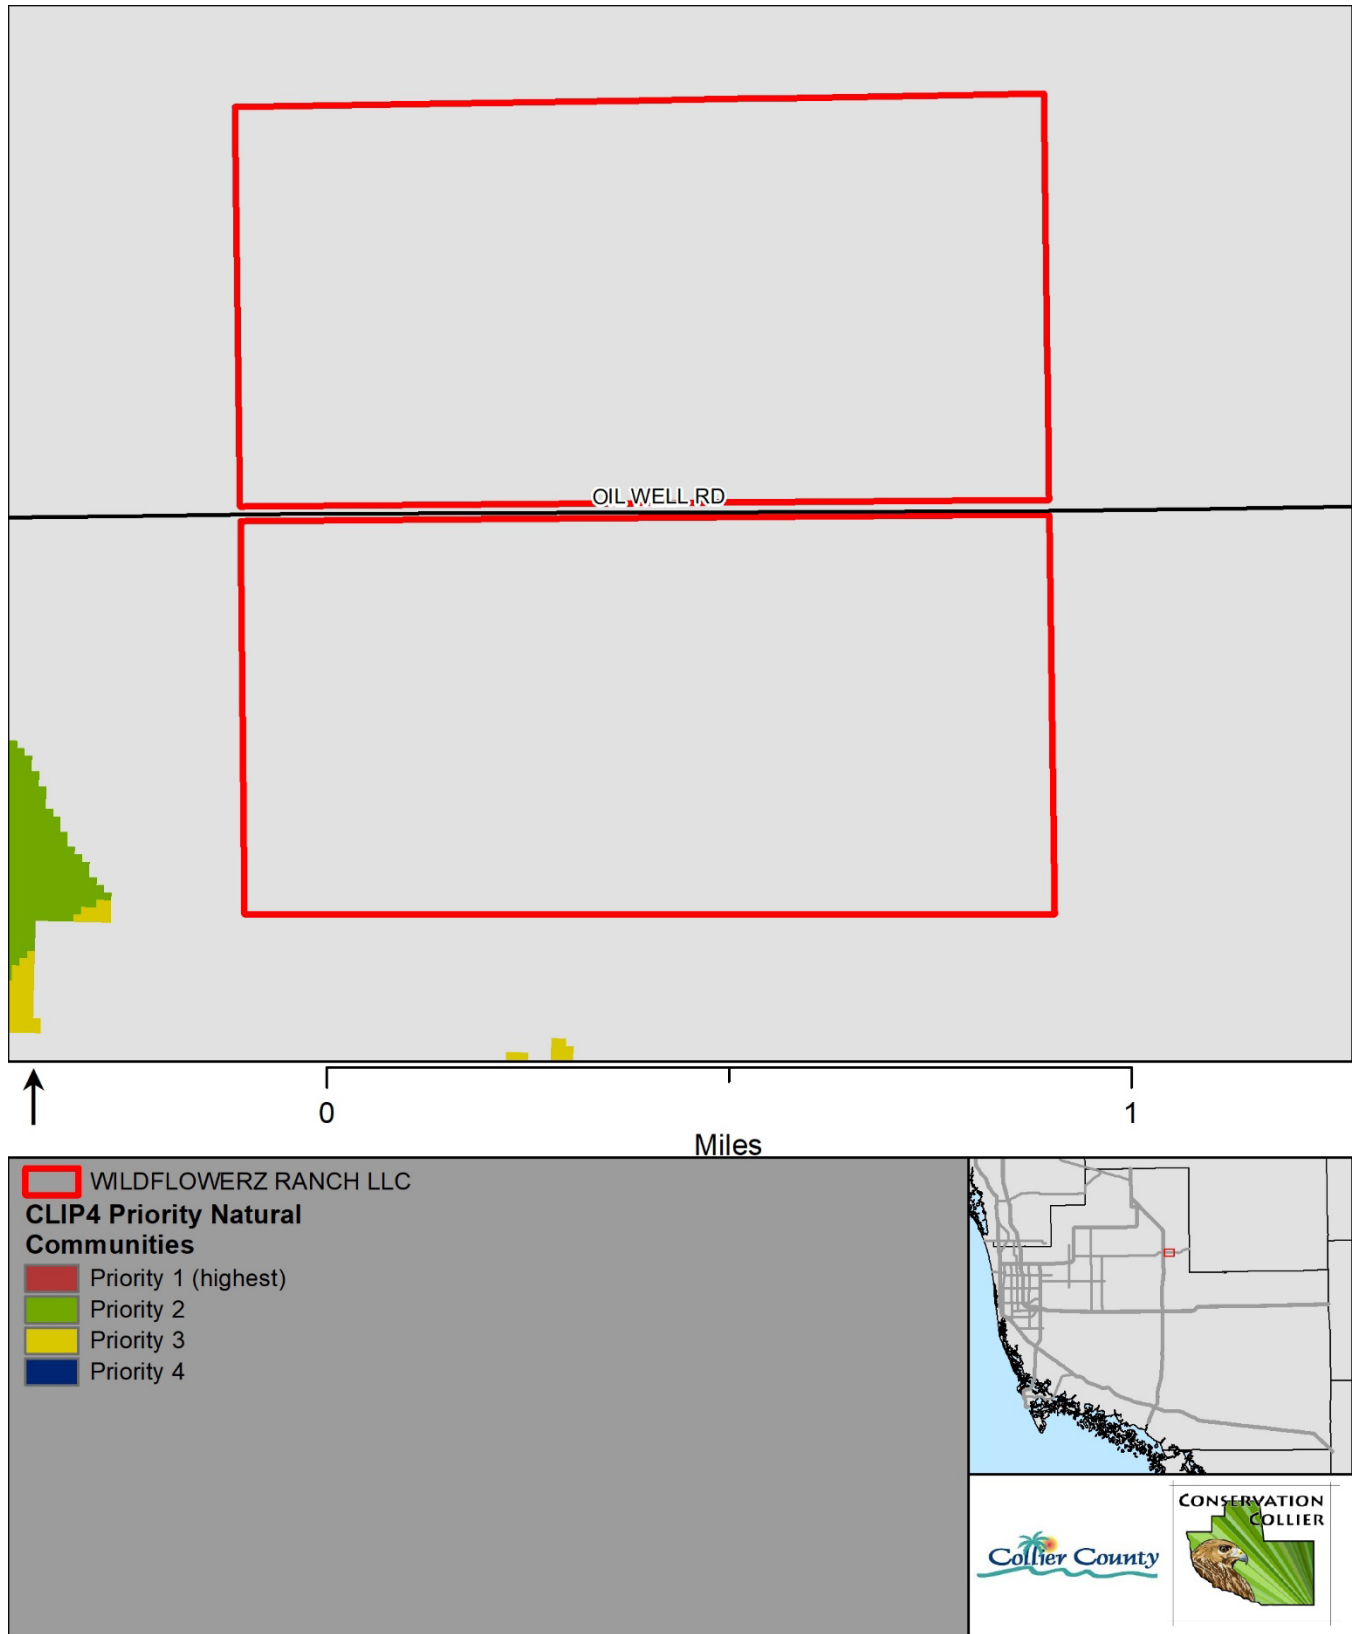 OIL WELL RD
0
1
Miles
WILDFLOWERZ RANCH LLC
CLIP4 Priority Natural
Communities
Priority 1 (highest)
Priority 2
Priority 3
Priority 4
CONSERVATION
COLLIER
Collier County